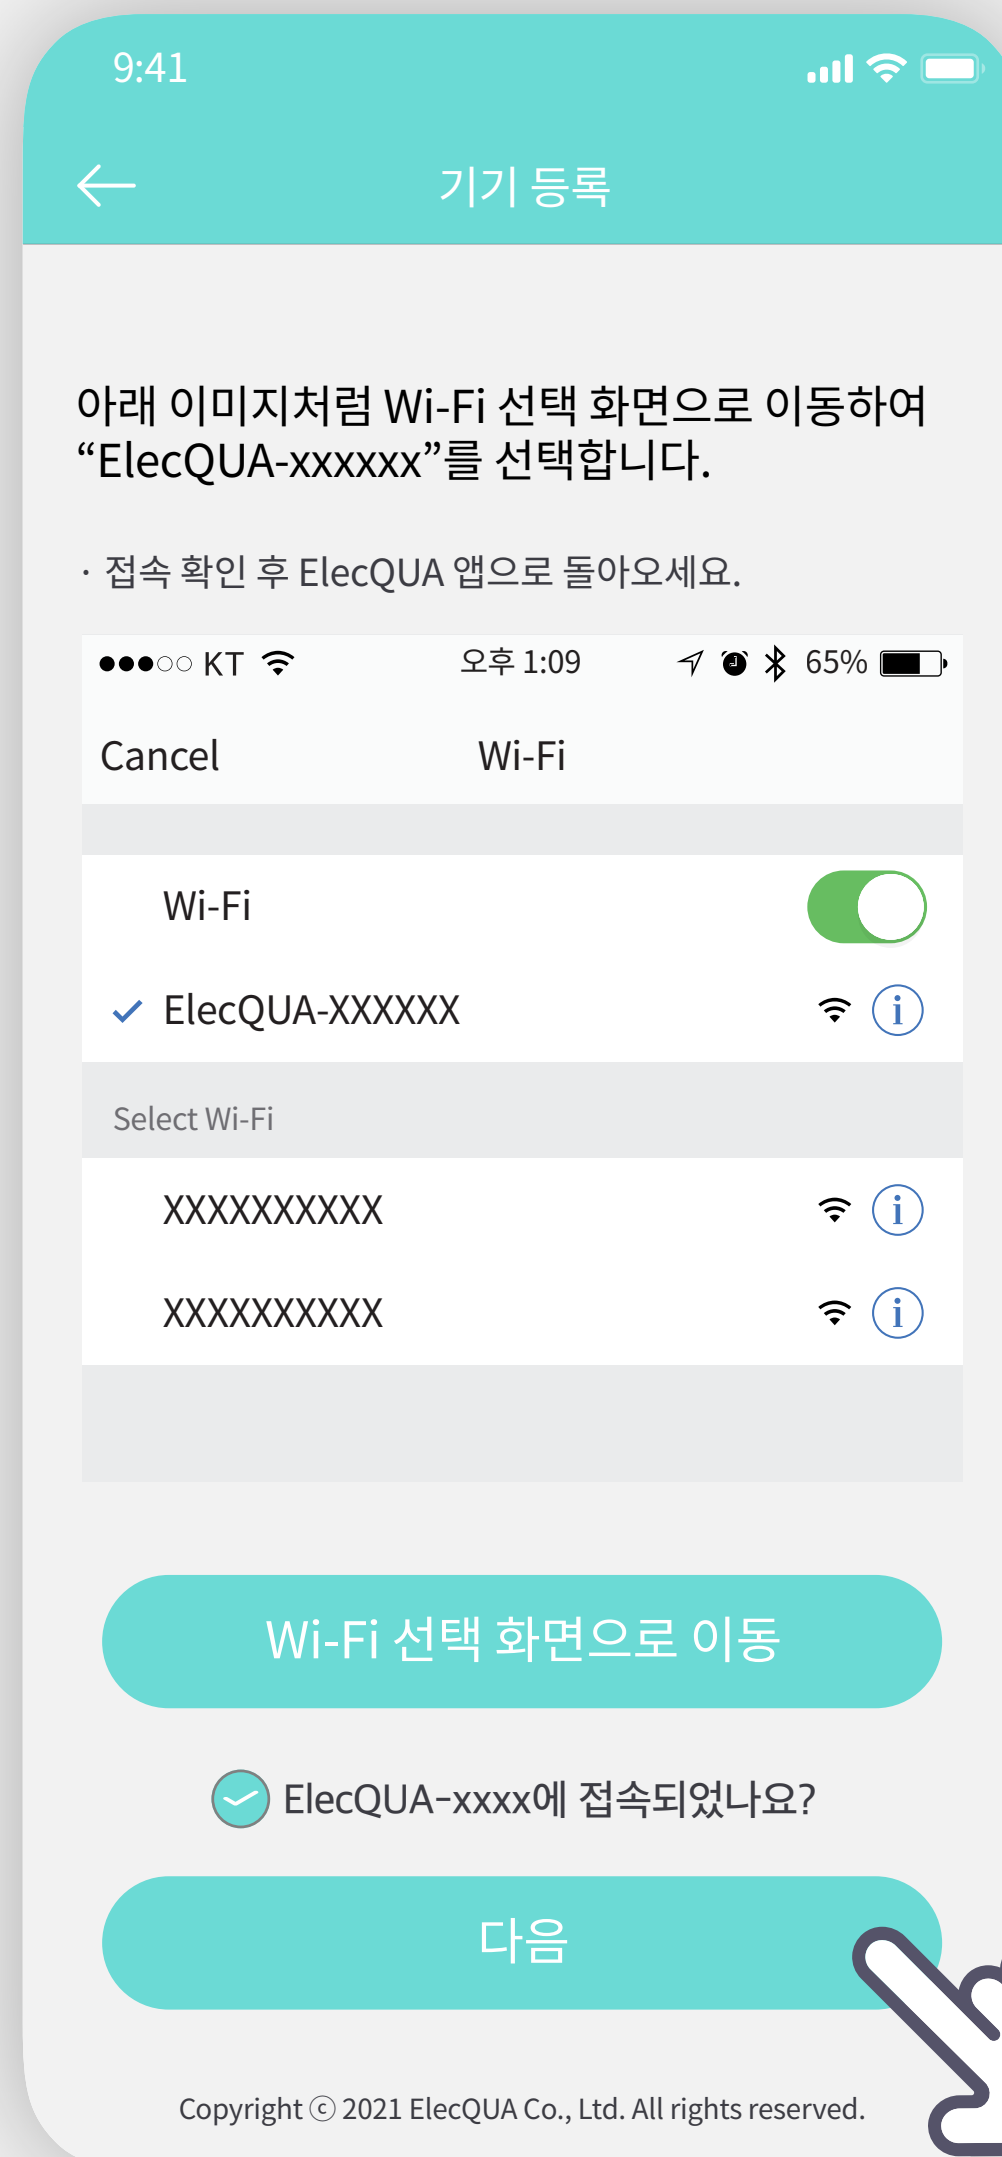 9:41
기기 등록
아래 이미지처럼 Wi-Fi 선택 화면으로 이동하여
“ElecQUA-xxxxxx”를 선택합니다.
· 접속 확인 후 ElecQUA 앱으로 돌아오세요.
●●●○○ KT 오후 1:09 65%
Cancel Wi-Fi
Wi-Fi
ElecQUA-XXXXXX
Select Wi-Fi
XXXXXXXXXX
XXXXXXXXXX
Wi-Fi 선택 화면으로 이동
ElecQUA-xxxx에 접속되었나요?
다음
Copyright ⓒ 2021 ElecQUA Co., Ltd. All rights reserved.